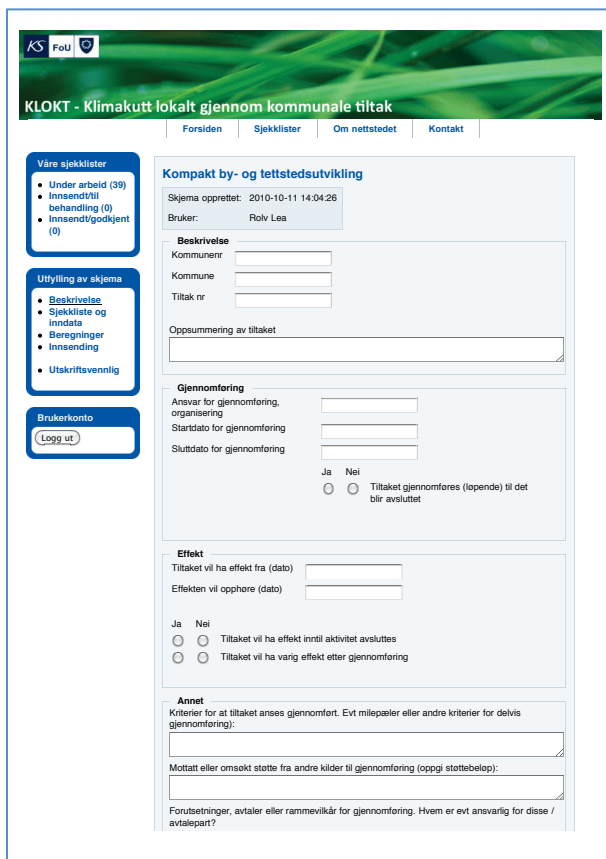 KS FoU
KLOKT - Klimakutt lokalt gjennom kommunale tiltak
Forsiden Sjekklister Om nettstedet Kontakt
Våre sjekklister
Under arbeid (39)
Innsendt/til
behandling (0)
Innsendt/godkjent
(0)
Utfylling av skjema
Beskrivelse
Sjekkliste og
inndata
Beregninger
Innsending
Utskriftsvennlig
Brukerkonto
Logg ut
Kompakt by- og tettstedsutvikling
Skjema opprettet: 2010-10-11 14:04:26
Bruker: Rolv Lea
Beskrivelse
Kommunenr
Kommune
Tiltak nr
Oppsummering av tiltaket
Gjennomføring
Ansvar for gjennomføring,
organisering
Startdato for gjennomføring
Sluttdato for gjennomføring
Ja Nei
Tiltaket gjennomføres (løpende) til det
blir avsluttet
Effekt
Tiltaket vil ha effekt fra (dato)
Effekten vil opphøre (dato)
Ja Nei
Tiltaket vil ha effekt inntil aktivitet avsluttes
Tiltaket vil ha varig effekt etter gjennomføring
Annet
Kriterier for at tiltaket anses gjennomført. Evt milepæler eller andre kriterier for delvis
gjennomføring):
Mottatt eller omsøkt støtte fra andre kilder til gjennomføring (oppgi støttebeløp):
Forutsetninger, avtaler eller rammevilkår for gjennomføring. Hvem er evt ansvarlig for disse /
avtalepart?